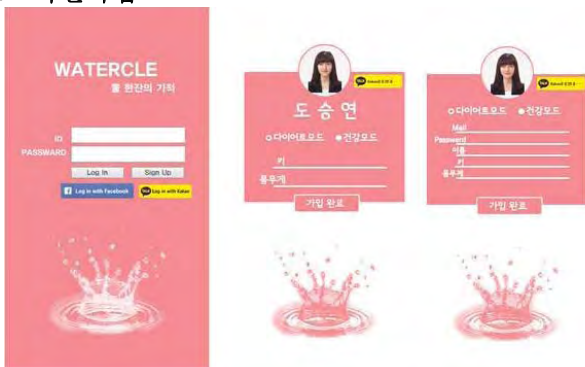 WATERCLE
물 한잔의 기적
ID
PASSWARD
Log In
Sign Up
Log in with Facebook
Log in with Kakao
도승연
○다이어트모드 ●건강모드
키
몸무게
가입 완료
○다이어트모드 ●건강모드
Mail
Password
이름
키
몸무게
가입 완료